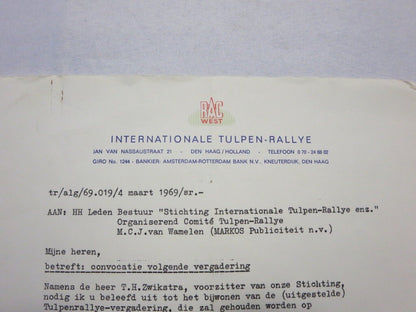 RAC
WEST
INTERNATIONALE TULPEN-RALLYE
JAN VAN NASSAUSTRAAT 21 - DEN HAAG / HOLLAND - TELEFOON 0 70 - 24 68 02
GIRO No. 1244 - BANKIER: AMSTERDAM-ROTTERDAM BANK N.V., KNEUTERDIJK, DEN HAAG
tr/alg/69.019/4 maart 1969/sr.-
AAN: HH Leden Bestuur "Stichting Internationale Tulpen-Rallye enz."
Organiserend Comité Tulpen-Rallye
M.C.J.van Wamelen (MARKOS Publiciteit n.v.)
Mijne heren,
betreft: convocatie volgende vergadering
Namens de heer T.H.Zwikstra, voorzitter van onze Stichting,
nodig ik u beleefd uit tot het bijwonen van de (uitgestelde)
Tulpenrallye-vergadering, die zal gehouden worden op